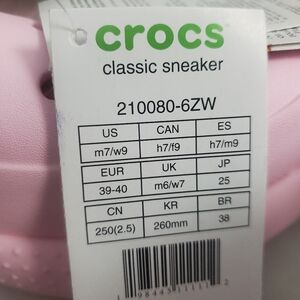 crocs
classic sneaker
210080-6ZW
US CAN ES
m7/w9 h7/f9 h7/m9
EUR UK JP
39-40 m6/w7 25
CN KR BR
250(2.5) 260mm 38